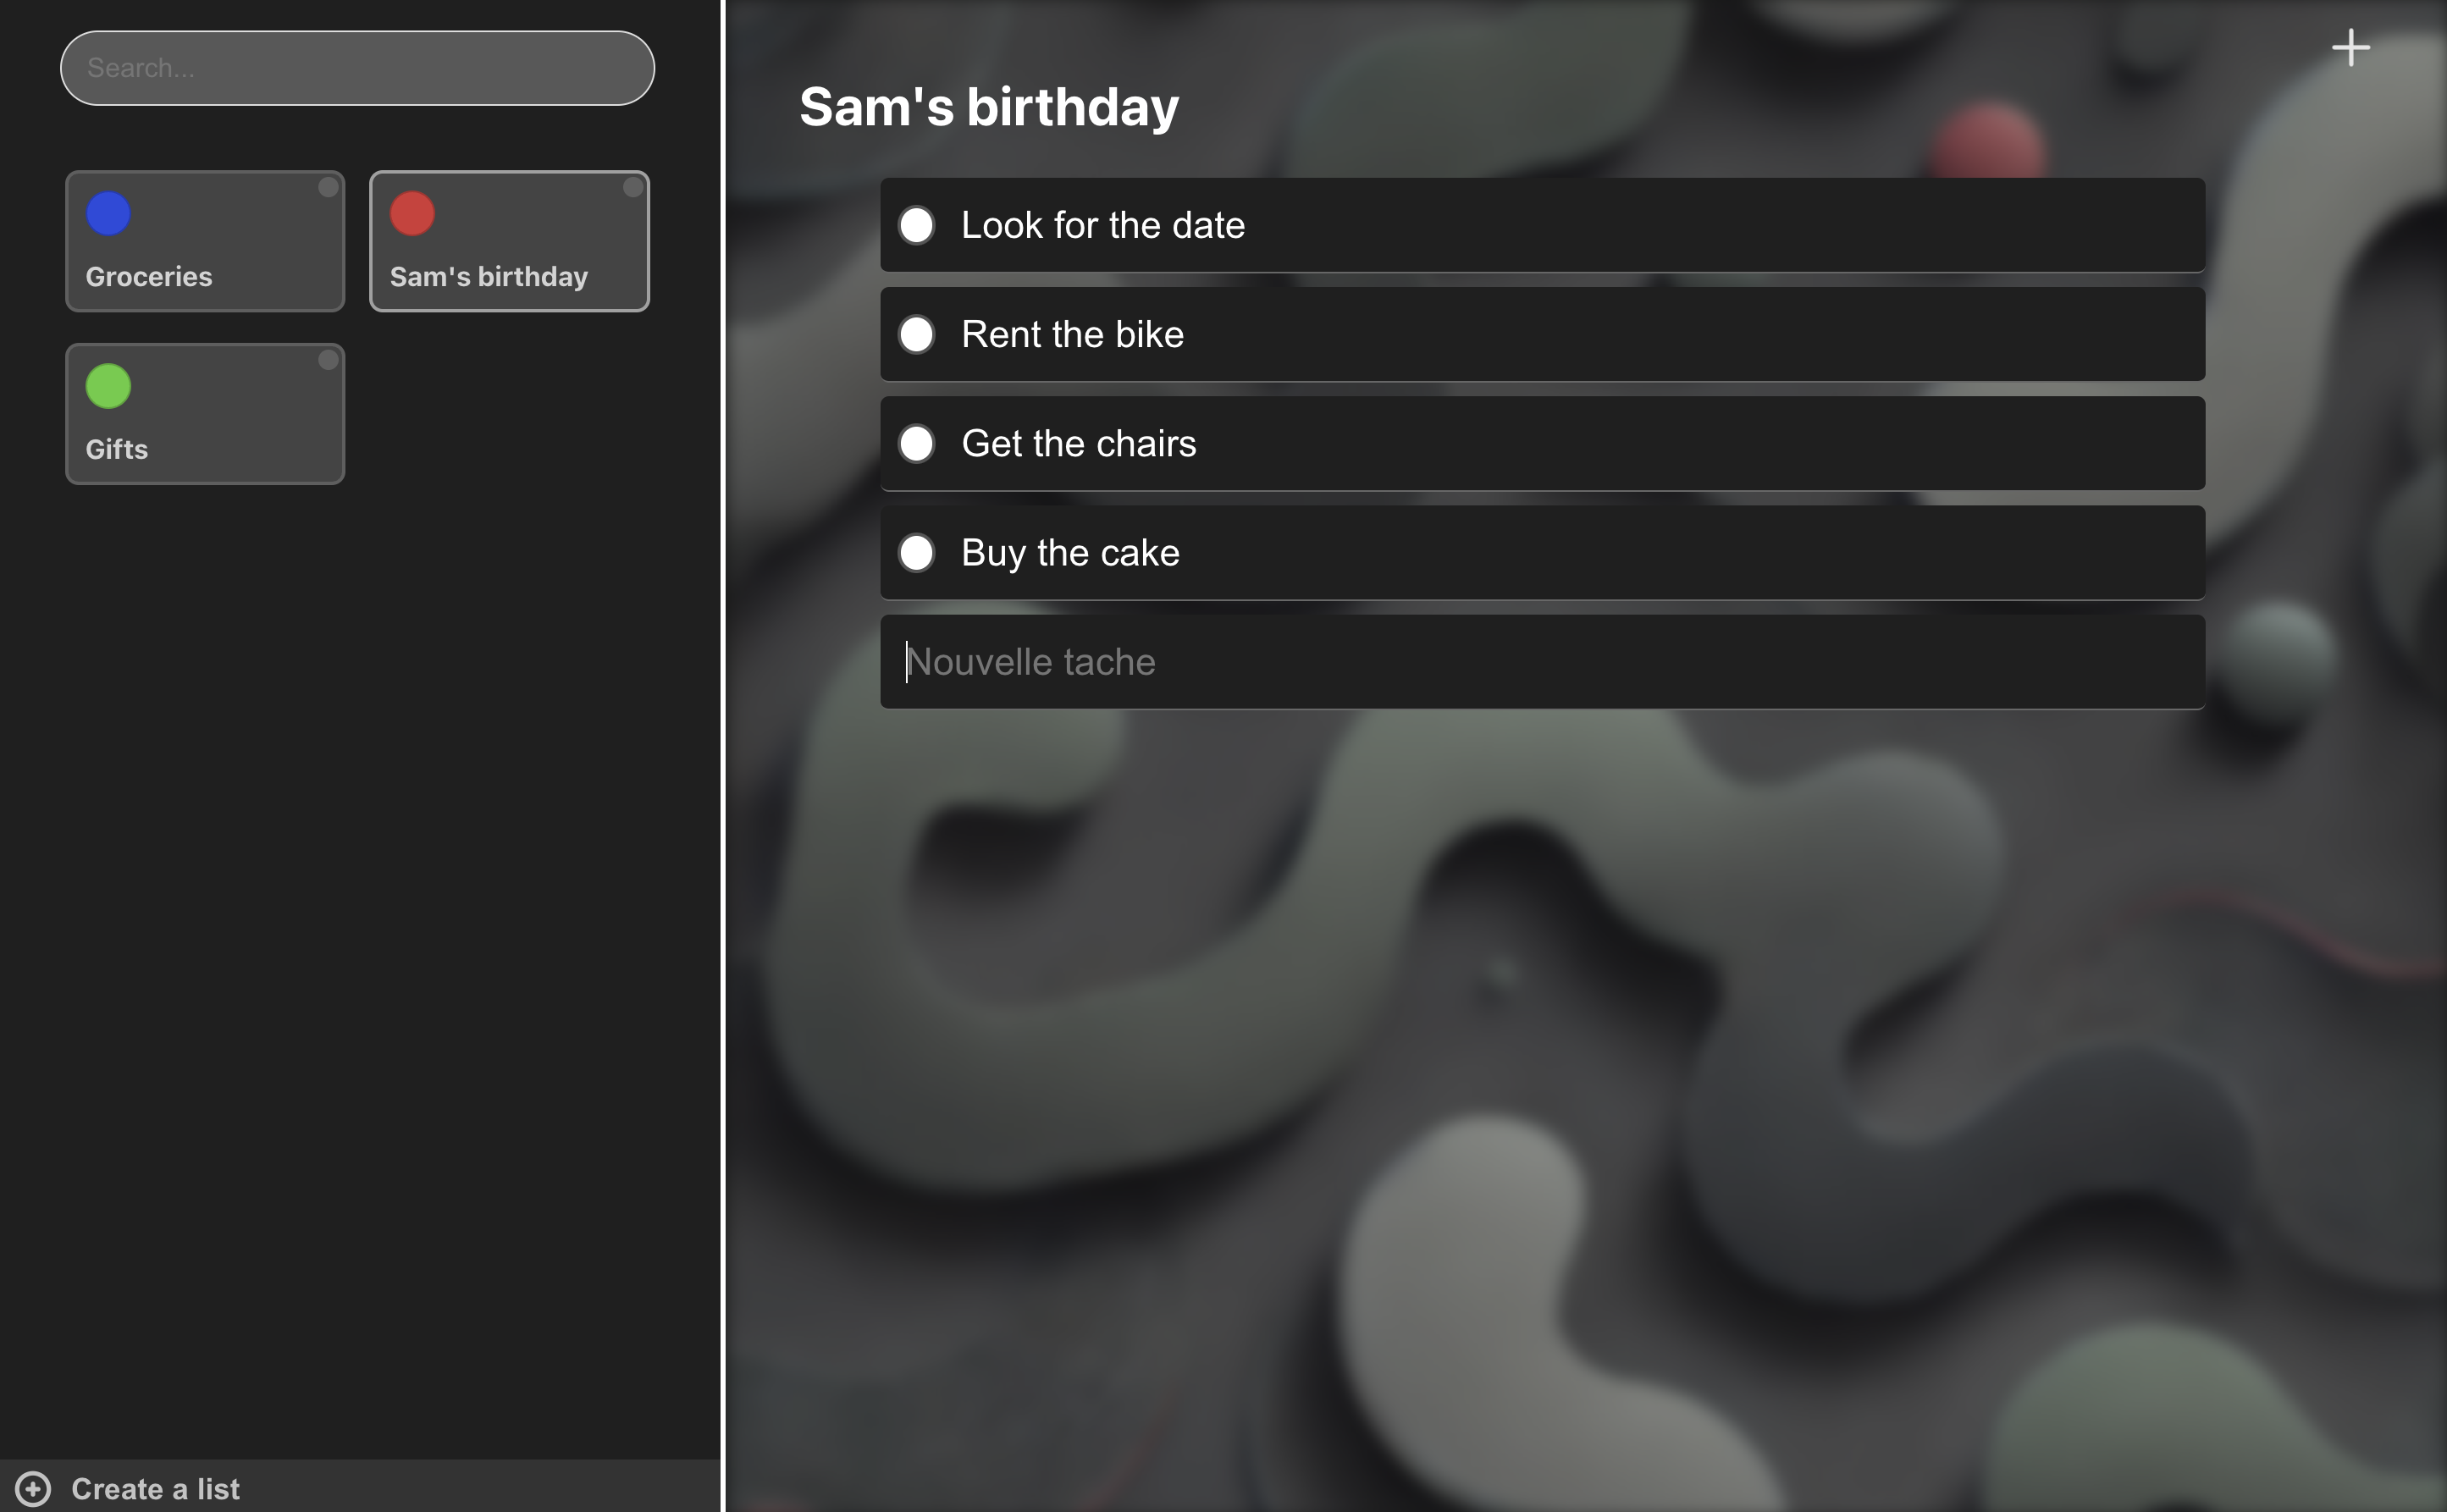 Search...
Groceries
Sam's birthday
Gifts
Create a list
Sam's birthday
Look for the date
Rent the bike
Get the chairs
Buy the cake
Nouvelle tache